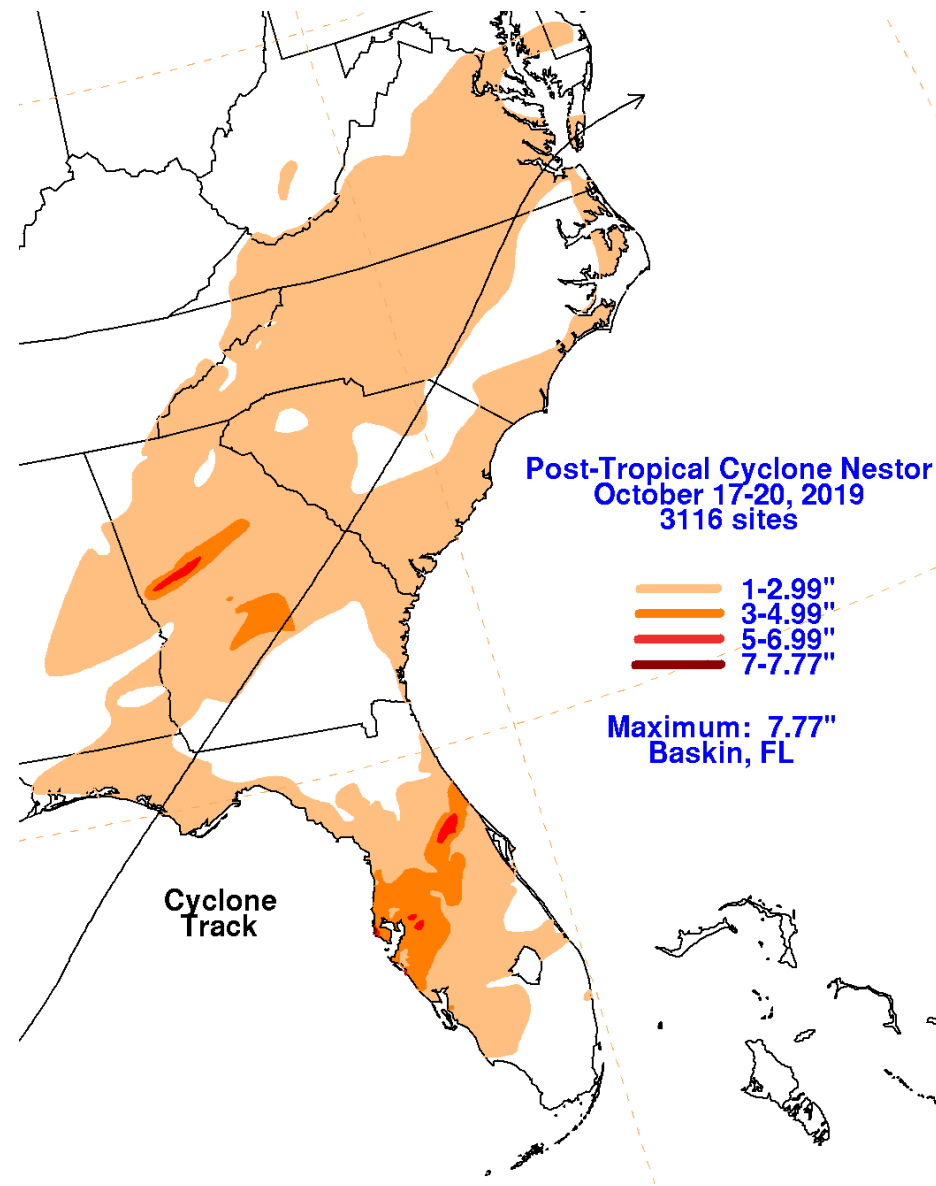 Post-Tropical Cyclone Nestor
October 17-20, 2019
3116 sites
1-2.99"
3-4.99"
5-6.99"
7-7.77"
Maximum: 7.77"
Baskin, FL
Cyclone
Track